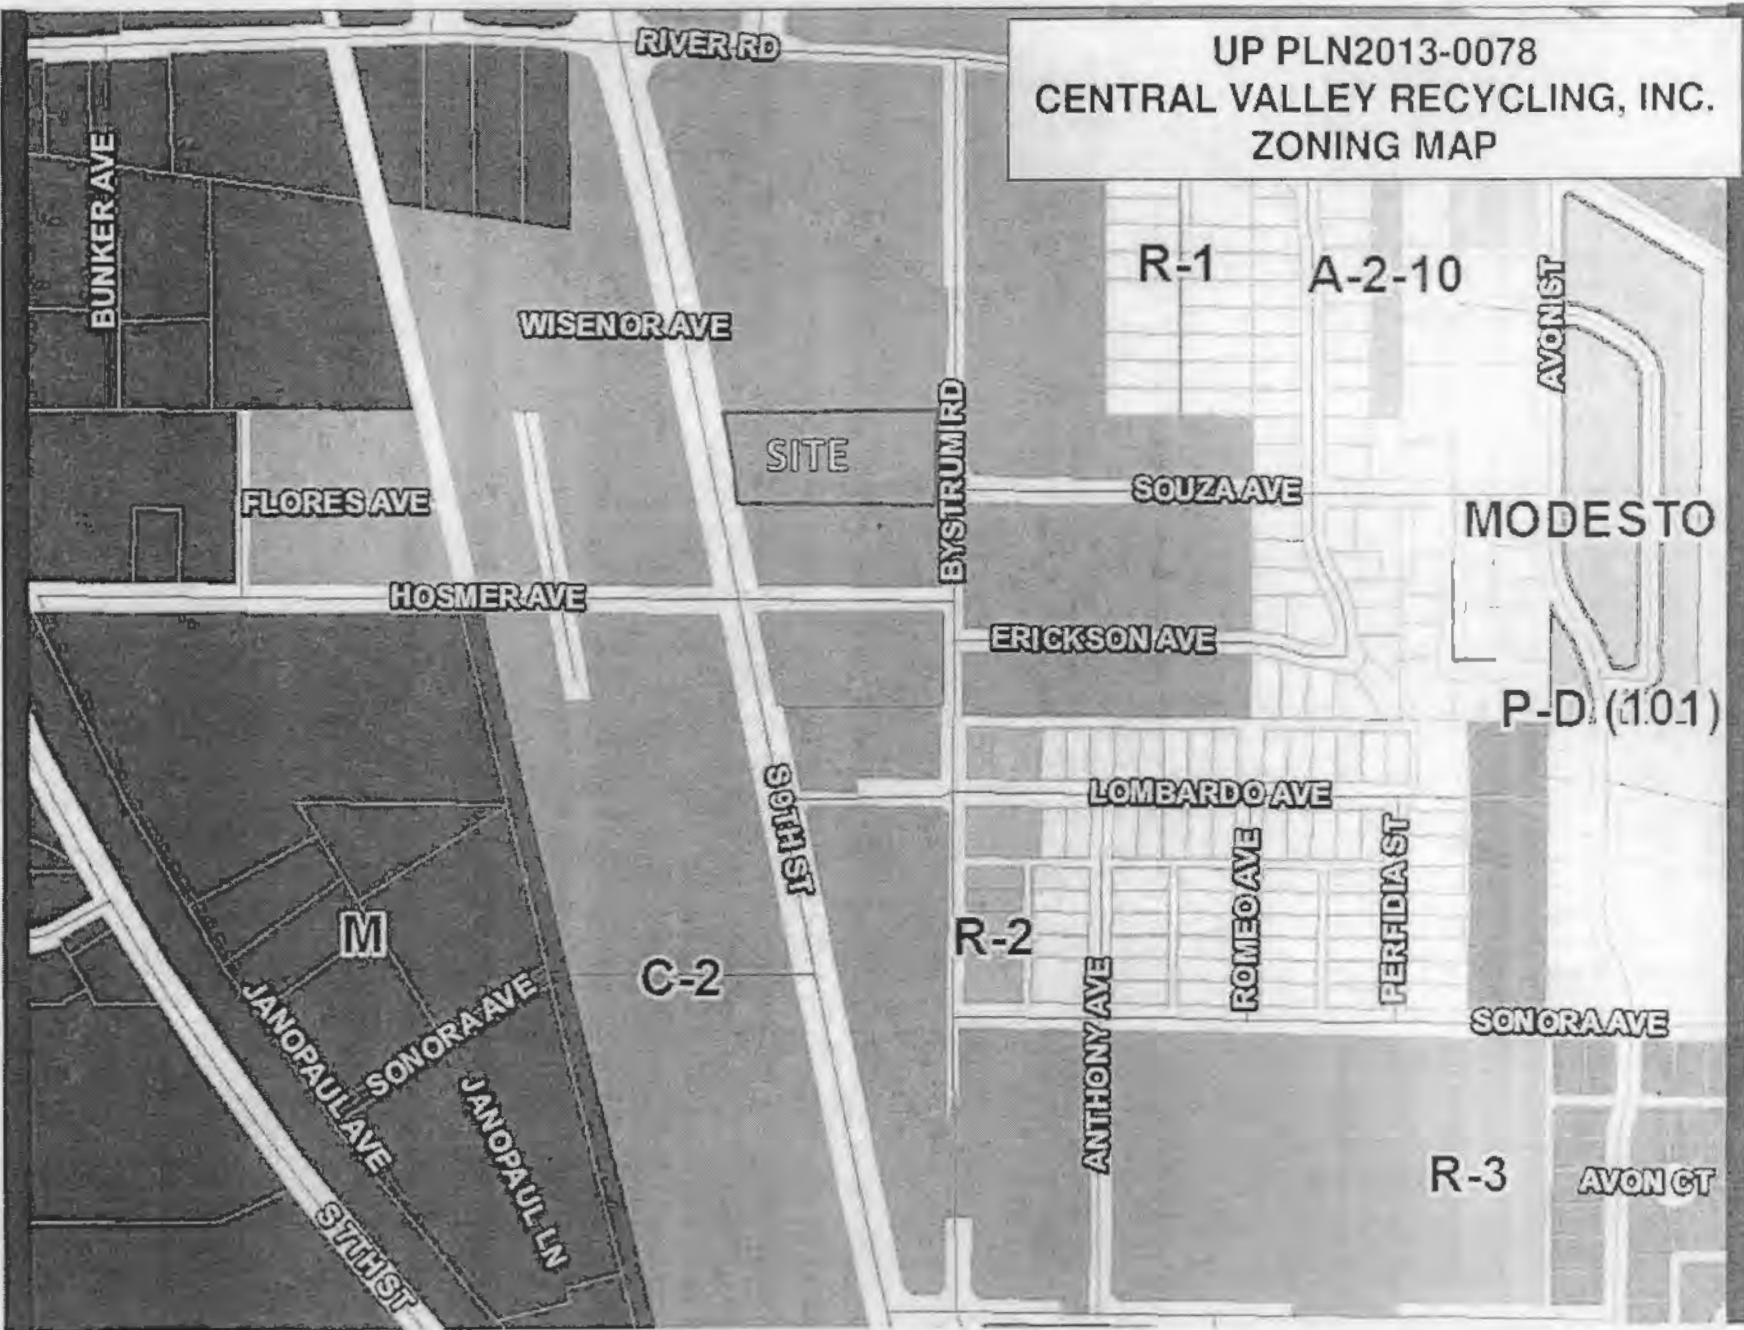 UP PLN2013-0078
CENTRAL VALLEY RECYCLING, INC.
ZONING MAP
RIVER RD
BUNKER AVE
R-1
A-2-10
AVON ST
WISENOR AVE
BYSTRUM RD
SITE
FLORES AVE
SOUZA AVE
MODESTO
HOSMER AVE
ERICKSON AVE
P-D (101)
S 9TH ST
LOMBARDO AVE
ROMEO AVE
PERFIDIA ST
M
R-2
C-2
JANOPAUL AVE
SONORA AVE
ANTHONY AVE
SONORA AVE
JANOPAUL LN
R-3
AVON CT
S 7TH ST